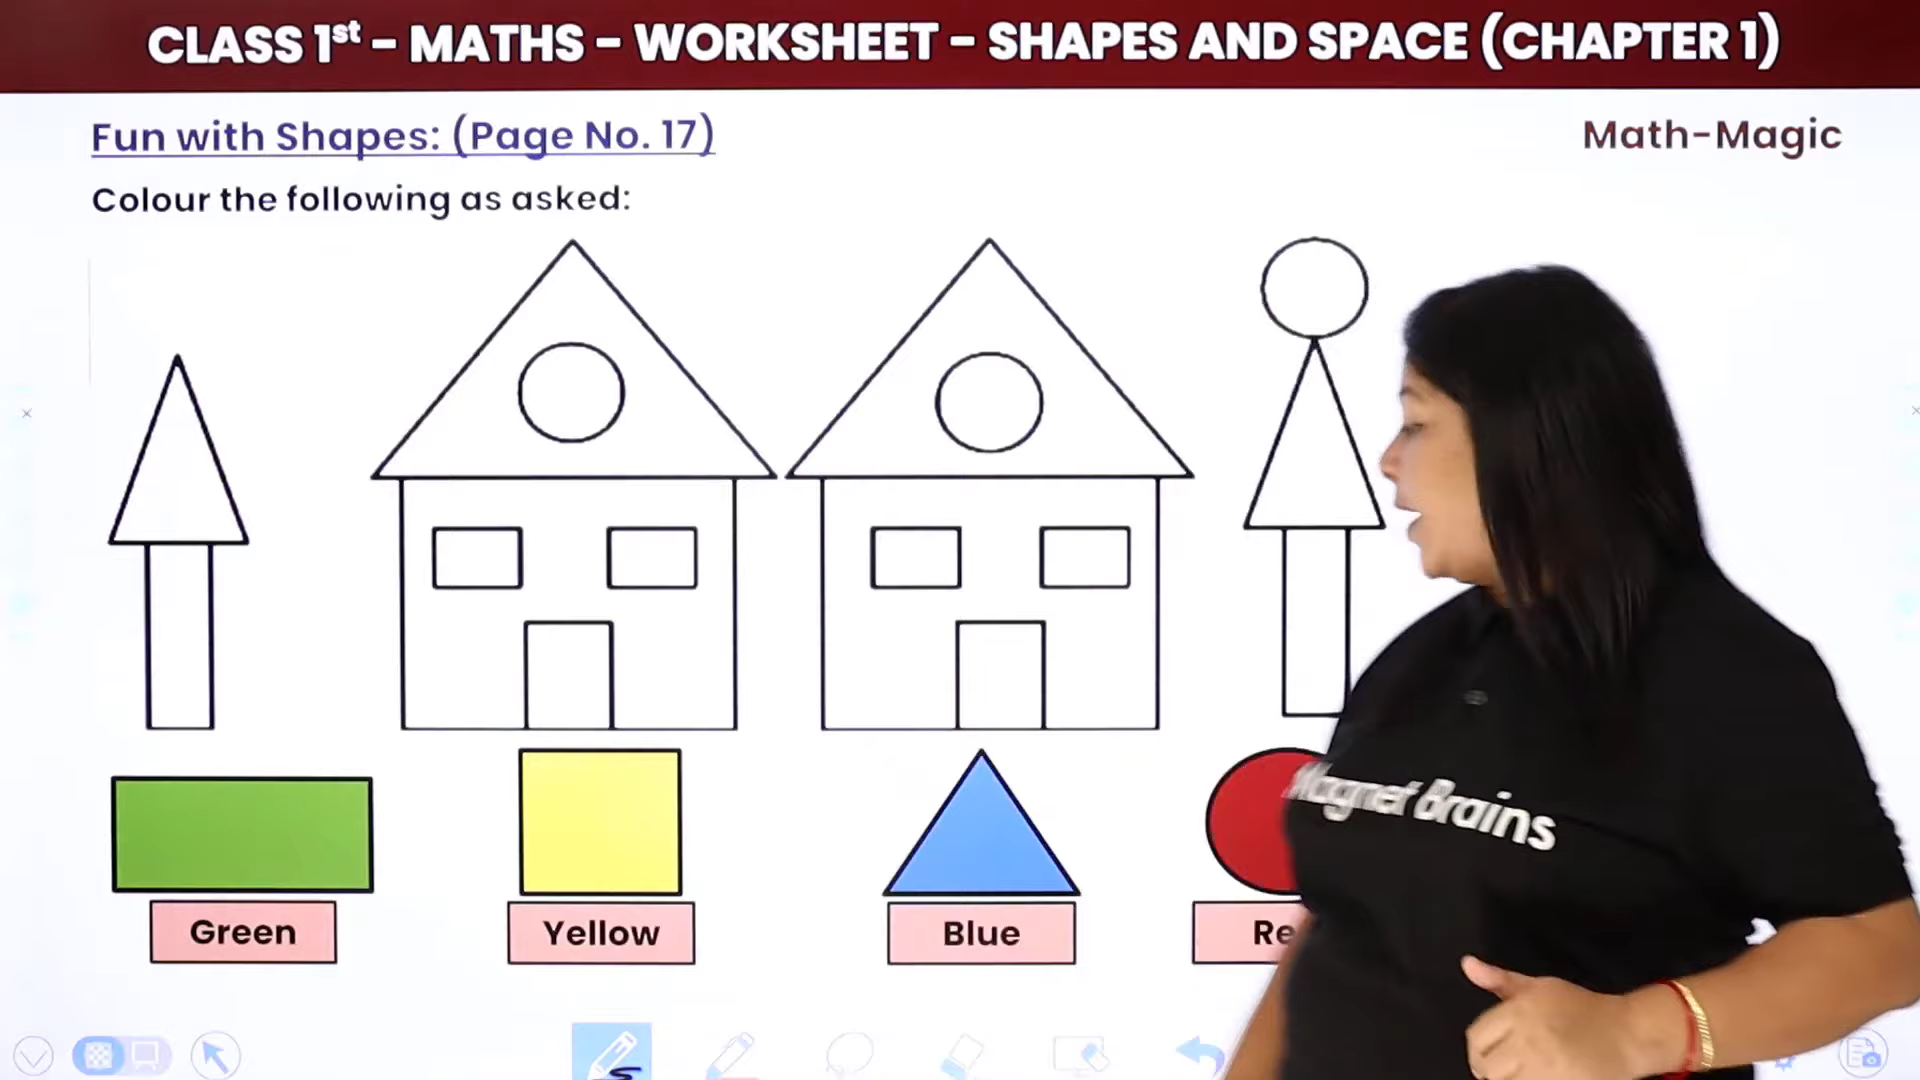 CLASS 1st - MATHS - WORKSHEET - SHAPES AND SPACE (CHAPTER 1)
Fun with Shapes: (Page No. 17)
Math-Magic
Colour the following as asked:
Magnet Brains
Green
Yellow
Blue